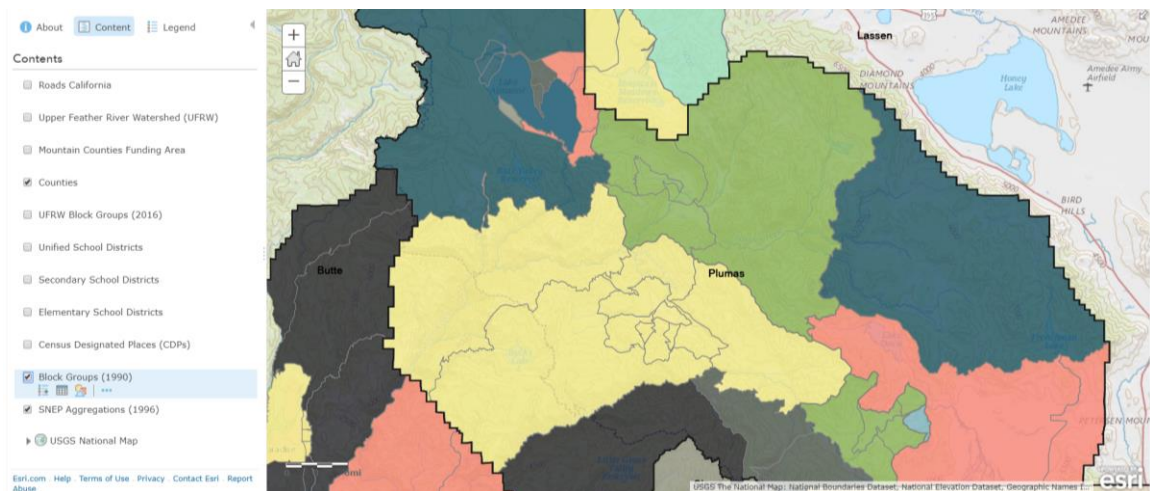 About Content Legend
Contents
Roads California
Upper Feather River Watershed (UFRW)
Mountain Counties Funding Area
Counties
UFRW Block Groups (2016)
Unified School Districts
Secondary School Districts
Elementary School Districts
Census Designated Places (CDPs)
Block Groups (1990)
SNEP Aggregations (1996)
USGS National Map
Esri.com Help Terms of Use Privacy Contact Esri Report
Abuse
Lassen
395
AMEDEE
MOUNTAINS
Amedee Army
Airfield
DIAMOND
MOUNTAINS
Honey
Lake
BIRD
HILLS
Butte
Plumas
USGS The National Map: National Boundaries Dataset, National Elevation Dataset, Geographic Names I...
POWERED BY
esri